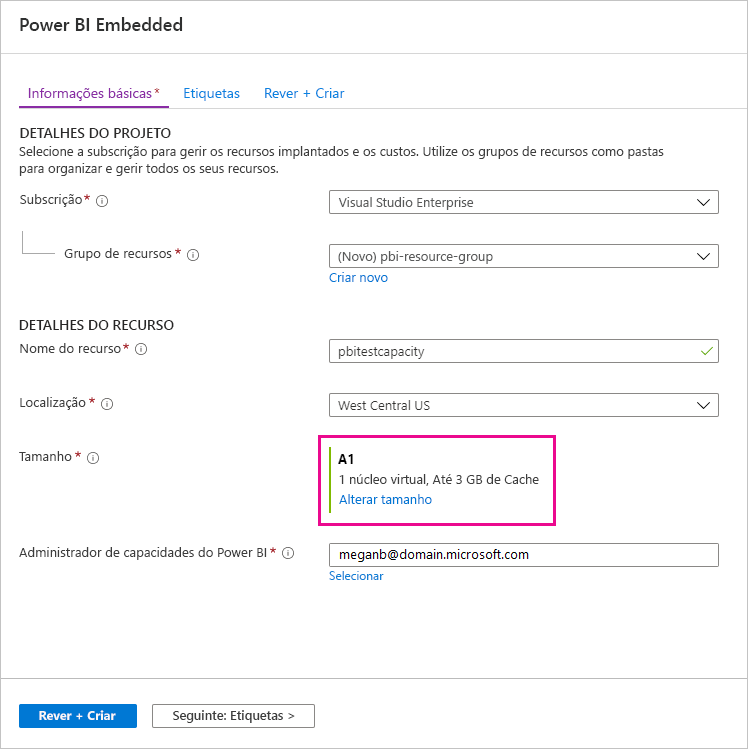 Power BI Embedded
Informações básicas* Etiquetas Rever + Criar
DETALHES DO PROJETO
Selecione a subscrição para gerir os recursos implantados e os custos. Utilize os grupos de recursos como pastas
para organizar e gerir todos os seus recursos.
Subscrição* Visual Studio Enterprise
Grupo de recursos * (Novo) pbi-resource-group
Criar novo
DETALHES DO RECURSO
Nome do recurso* pbitestcapacity
Localização * West Central US
Tamanho * A1
1 núcleo virtual, Até 3 GB de Cache
Alterar tamanho
Administrador de capacidades do Power BI* meganb@domain.microsoft.com
Selecionar
Rever + Criar Seguinte: Etiquetas >